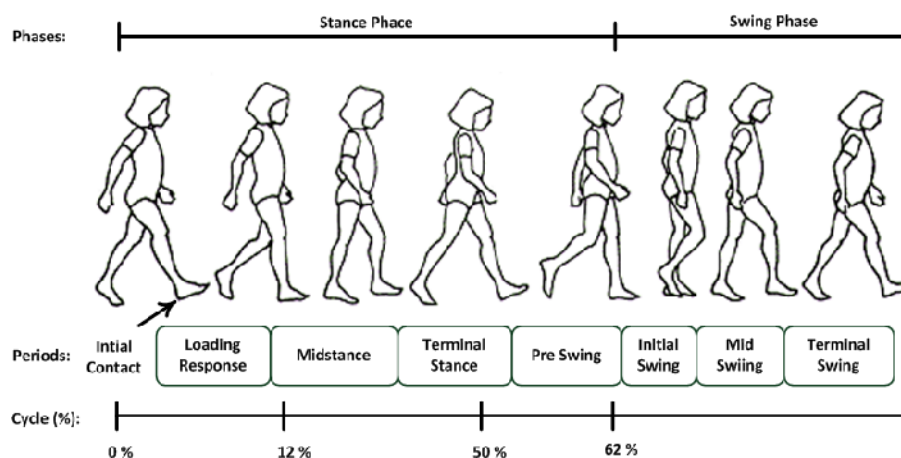 Stance Phace
Swing Phase
Phases:
Periods:
Intial
Contact
Loading
Response
Midstance
Terminal
Stance
Pre Swing
Initial
Swing
Mid
Swiing
Terminal
Swing
Cycle (%):
0 %
12 %
50 %
62 %